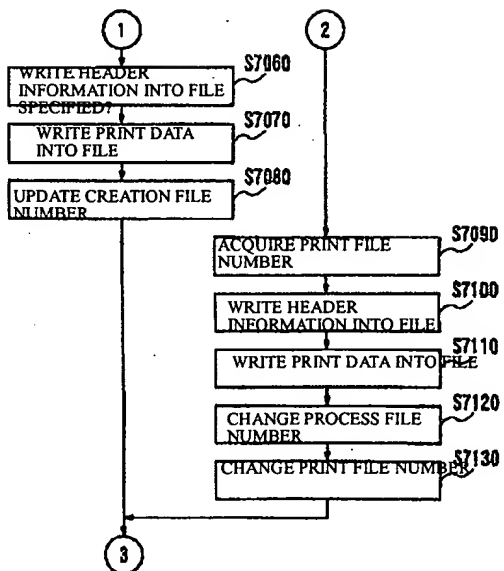 1
2
S7060
WRITE HEADER
INFORMATION INTO FILE
SPECIFIED?
S7070
WRITE PRINT DATA
INTO FILE
S7080
UPDATE CREATION FILE
NUMBER
S7090
ACQUIRE PRINT FILE
NUMBER
S7100
WRITE HEADER
INFORMATION INTO FILE
S7110
WRITE PRINT DATA INTO FILE
S7120
CHANGE PROCESS FILE
NUMBER
S7130
CHANGE PRINT FILE NUMBER
3